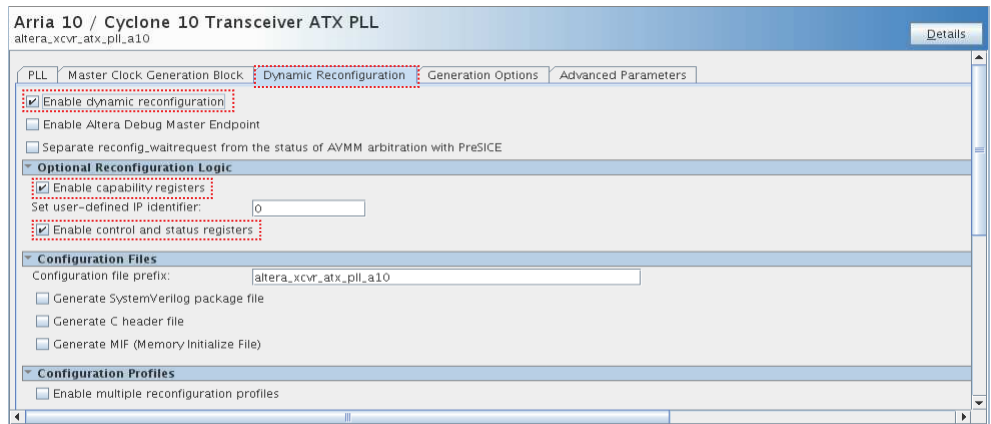 Arria 10 / Cyclone 10 Transceiver ATX PLL
altera_xcvr_atx_pll_a10
Details
PLL Master Clock Generation Block Dynamic Reconfiguration Generation Options Advanced Parameters
Enable dynamic reconfiguration
Enable Altera Debug Master Endpoint
Separate reconfig_waitrequest from the status of AVMM arbitration with PreSICE
Optional Reconfiguration Logic
Enable capability registers
Set user-defined IP identifier: 0
Enable control and status registers
Configuration Files
Configuration file prefix: altera_xcvr_atx_pll_a10
Generate SystemVerilog package file
Generate C header file
Generate MIF (Memory Initialize File)
Configuration Profiles
Enable multiple reconfiguration profiles